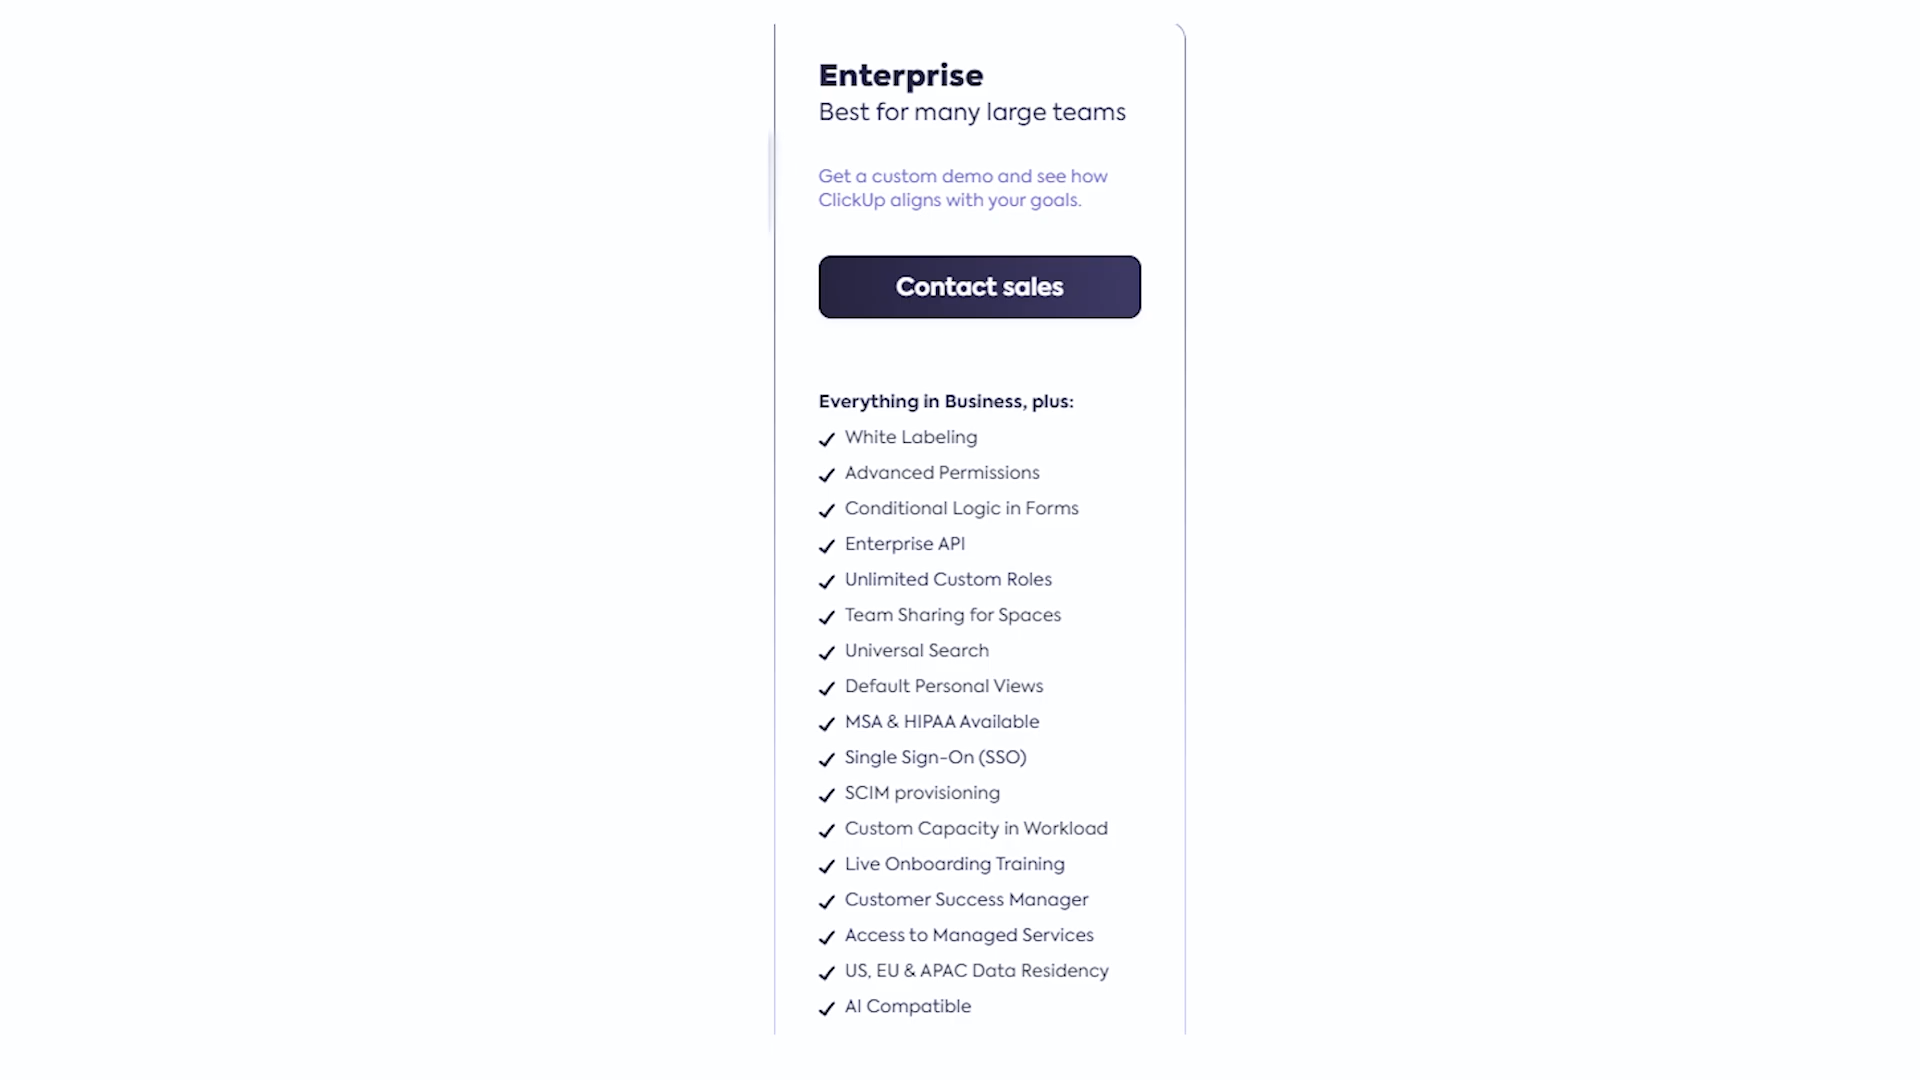 Enterprise
Best for many large teams
Get a custom demo and see how
ClickUp aligns with your goals.
Contact sales
Everything in Business, plus:
White Labeling
Advanced Permissions
Conditional Logic in Forms
Enterprise API
Unlimited Custom Roles
Team Sharing for Spaces
Universal Search
Default Personal Views
MSA & HIPAA Available
Single Sign-On (SSO)
SCIM provisioning
Custom Capacity in Workload
Live Onboarding Training
Customer Success Manager
Access to Managed Services
US, EU & APAC Data Residency
AI Compatible